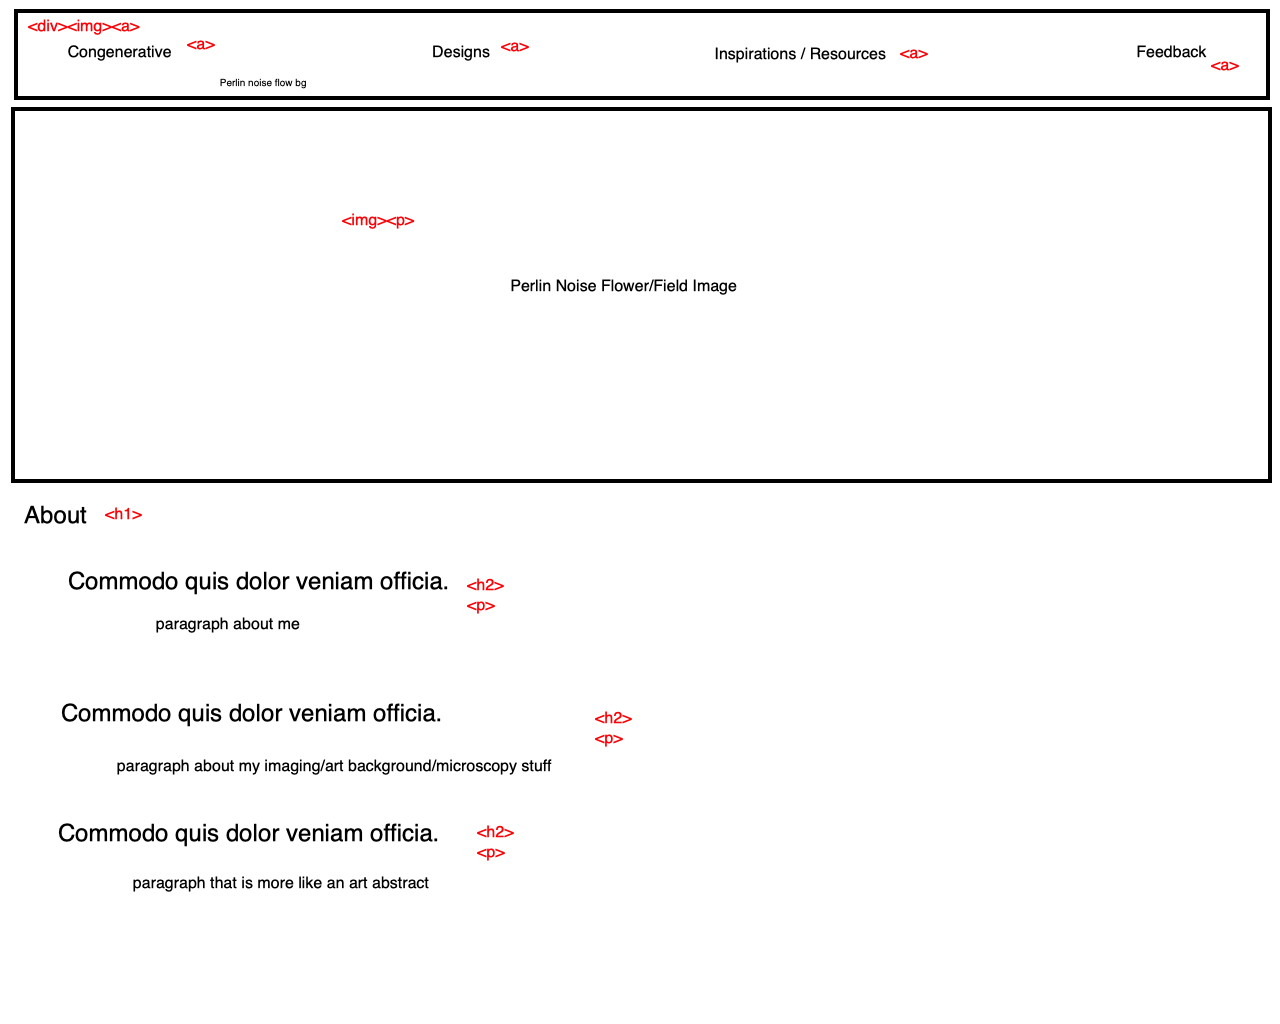 <div><img><a>
Congenerative <a>
Designs <a>
Inspirations / Resources <a>
Feedback
<a>
Perlin noise flow bg
<img><p>
Perlin Noise Flower/Field Image
About <h1>
Commodo quis dolor veniam officia. <h2>
<p>
paragraph about me
Commodo quis dolor veniam officia. <h2>
<p>
paragraph about my imaging/art background/microscopy stuff
Commodo quis dolor veniam officia. <h2>
<p>
paragraph that is more like an art abstract